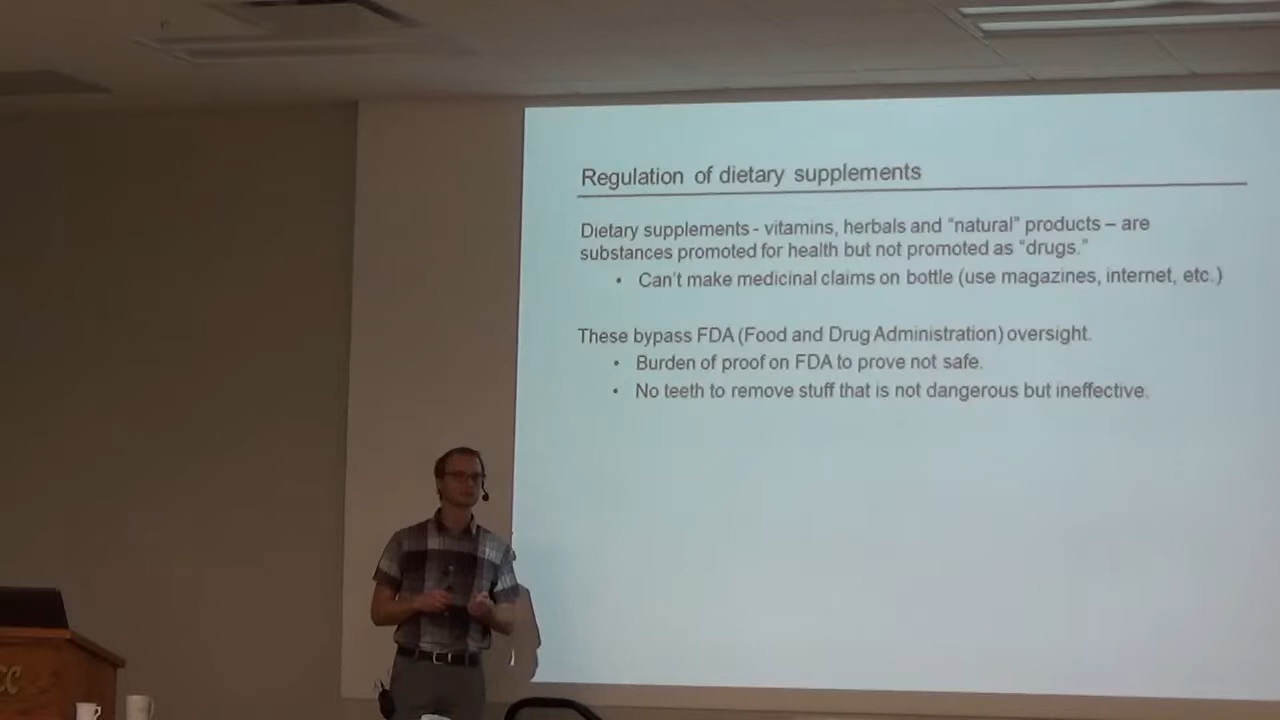 Regulation of dietary supplements
Dietary supplements - vitamins, herbals and “natural” products – are
substances promoted for health but not promoted as “drugs.”
• Can’t make medicinal claims on bottle (use magazines, internet, etc.)
These bypass FDA (Food and Drug Administration) oversight.
• Burden of proof on FDA to prove not safe.
• No teeth to remove stuff that is not dangerous but ineffective.